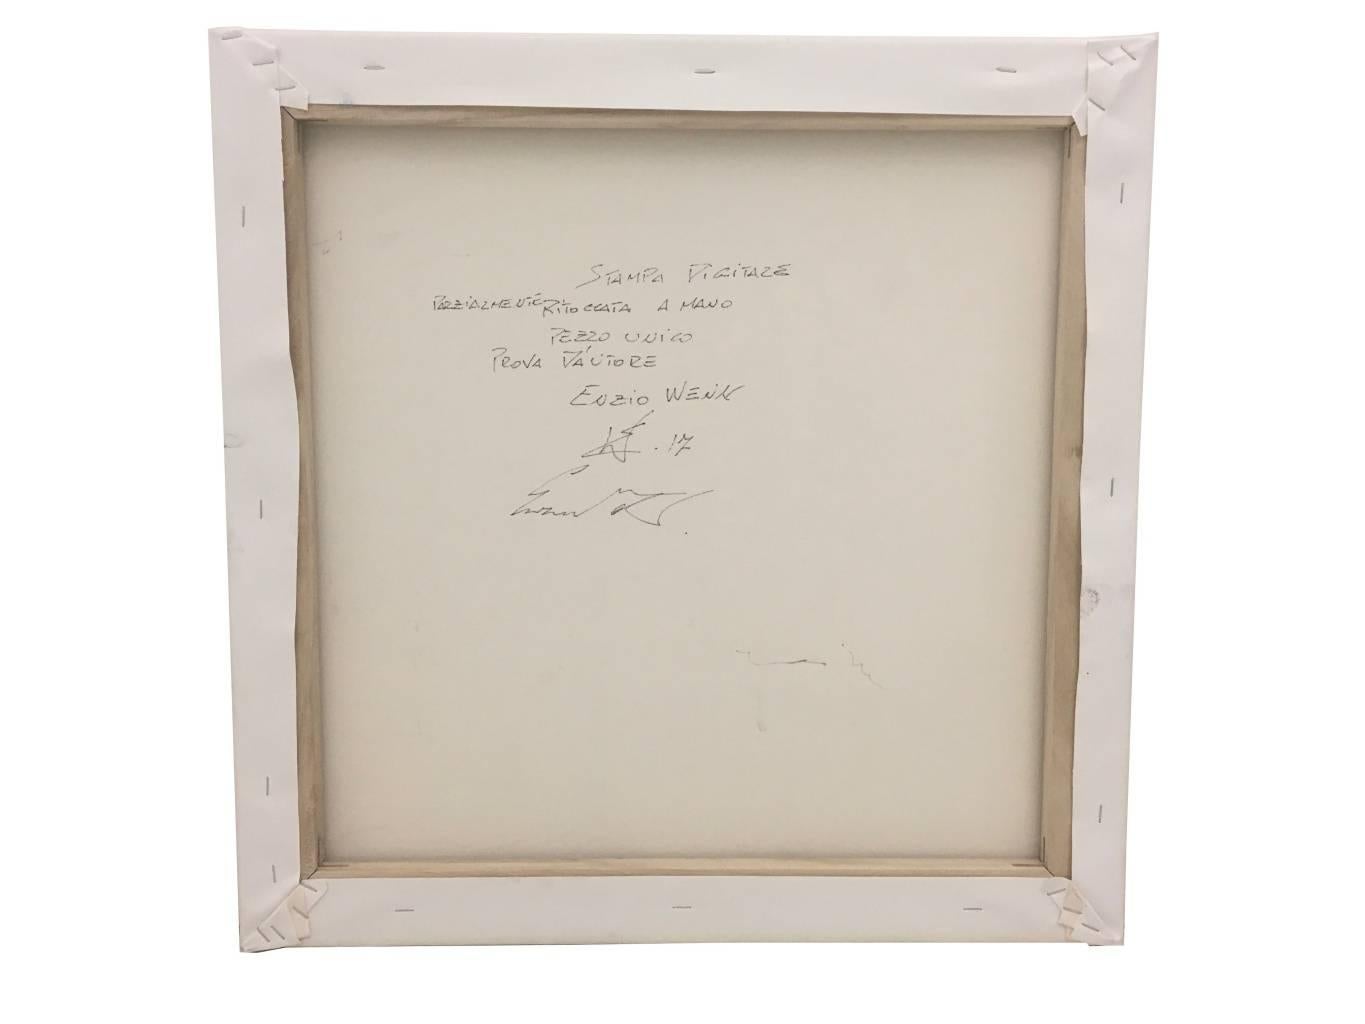 STAMPA DIGITALE
PARZIALMENTE RITOCCATA A MANO
PEZZO UNICO
PROVA D'AUTORE
ENZIO WENK
.17